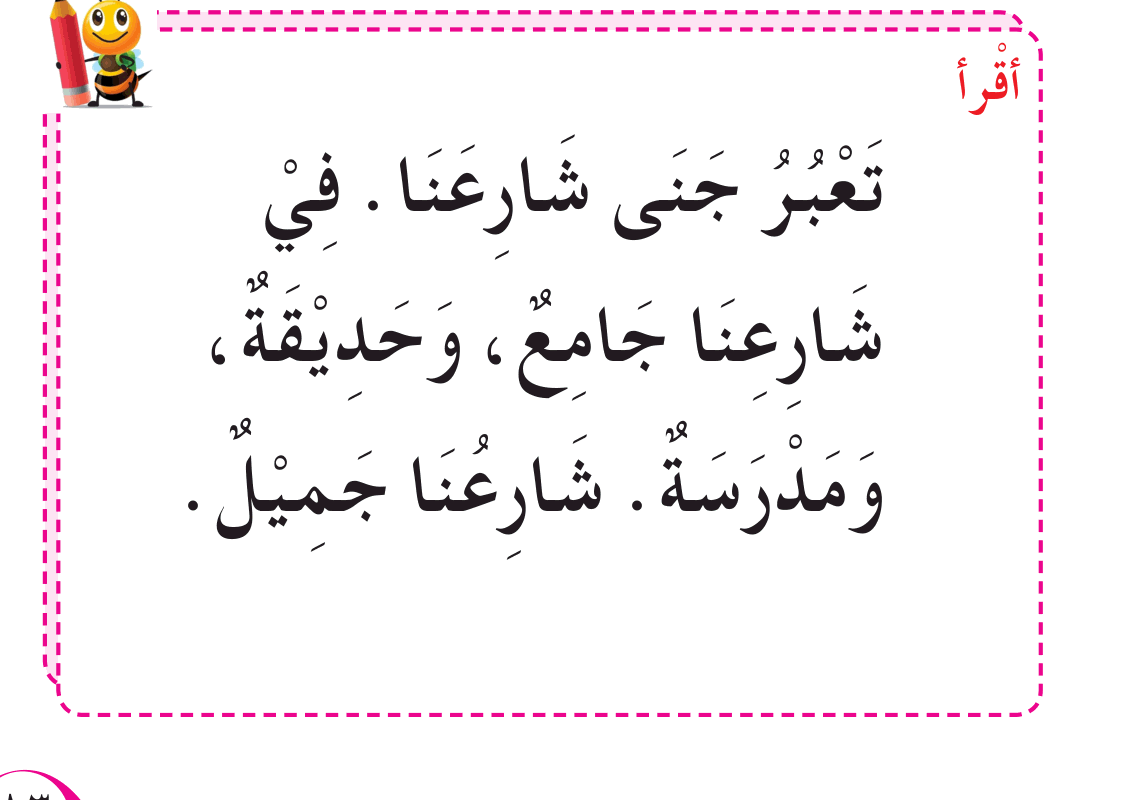 أقْرأ
تَعْبُرُ جَنَى شَارِعَنَا . فِيْ
شَارِعِنَا جَامِعٌ ، وَحَدِيْقَةٌ ،
وَمَدْرَسَةٌ . شَارِعُنَا جَمِيْلٌ .